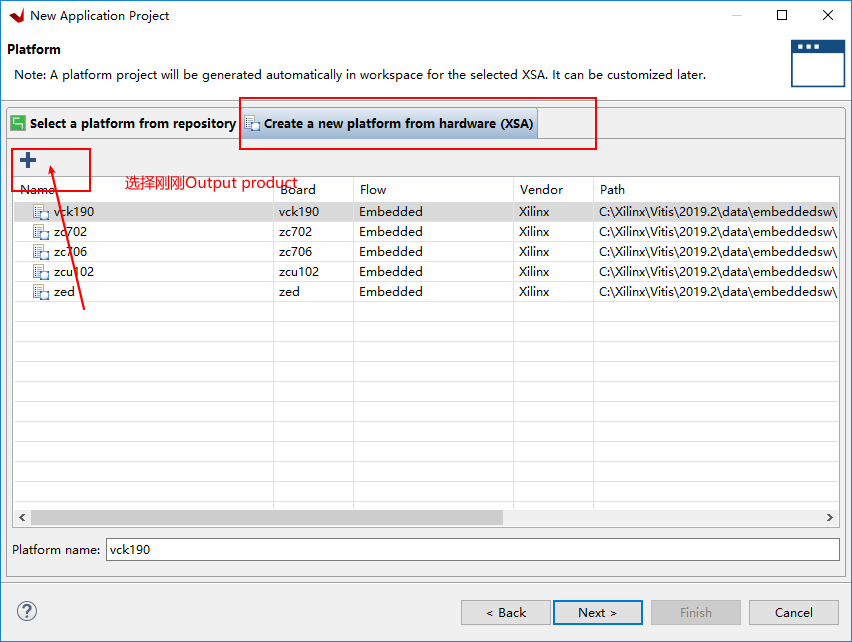 New Application Project
Platform
Note: A platform project will be generated automatically in workspace for the selected XSA. It can be customized later.
Select a platform from repository Create a new platform from hardware (XSA)
选择刚刚Output product
Name Board Flow Vendor Path
vck190 vck190 Embedded Xilinx C:\Xilinx\Vitis\2019.2\data\embeddedsw\
zc702 zc702 Embedded Xilinx C:\Xilinx\Vitis\2019.2\data\embeddedsw\
zc706 zc706 Embedded Xilinx C:\Xilinx\Vitis\2019.2\data\embeddedsw\
zcu102 zcu102 Embedded Xilinx C:\Xilinx\Vitis\2019.2\data\embeddedsw\
zed zed Embedded Xilinx C:\Xilinx\Vitis\2019.2\data\embeddedsw\
Platform name: vck190
? < Back Next > Finish Cancel